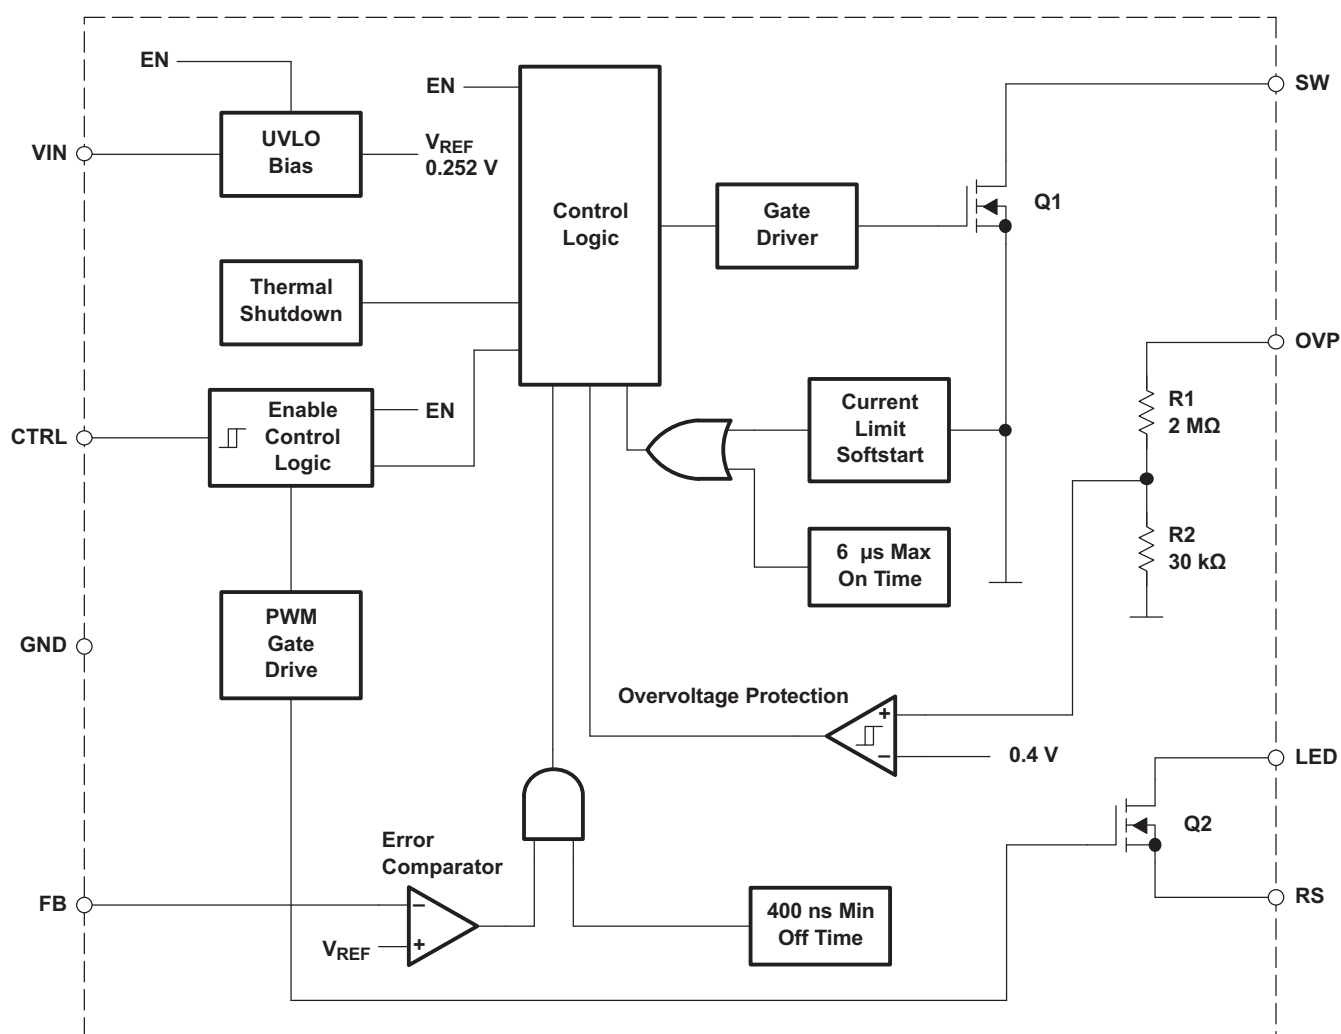 EN
EN
SW
UVLO
Bias
VIN
VREF
0.252 V
Control
Logic
Gate
Driver
Q1
Thermal
Shutdown
OVP
R1
2 MΩ
Current
Limit
Softstart
Enable
Control
Logic
EN
CTRL
R2
30 kΩ
6 µs Max
On Time
PWM
Gate
Drive
GND
Overvoltage Protection
+
−
0.4 V
LED
Q2
Error
Comparator
FB
−
+
VREF
400 ns Min
Off Time
RS